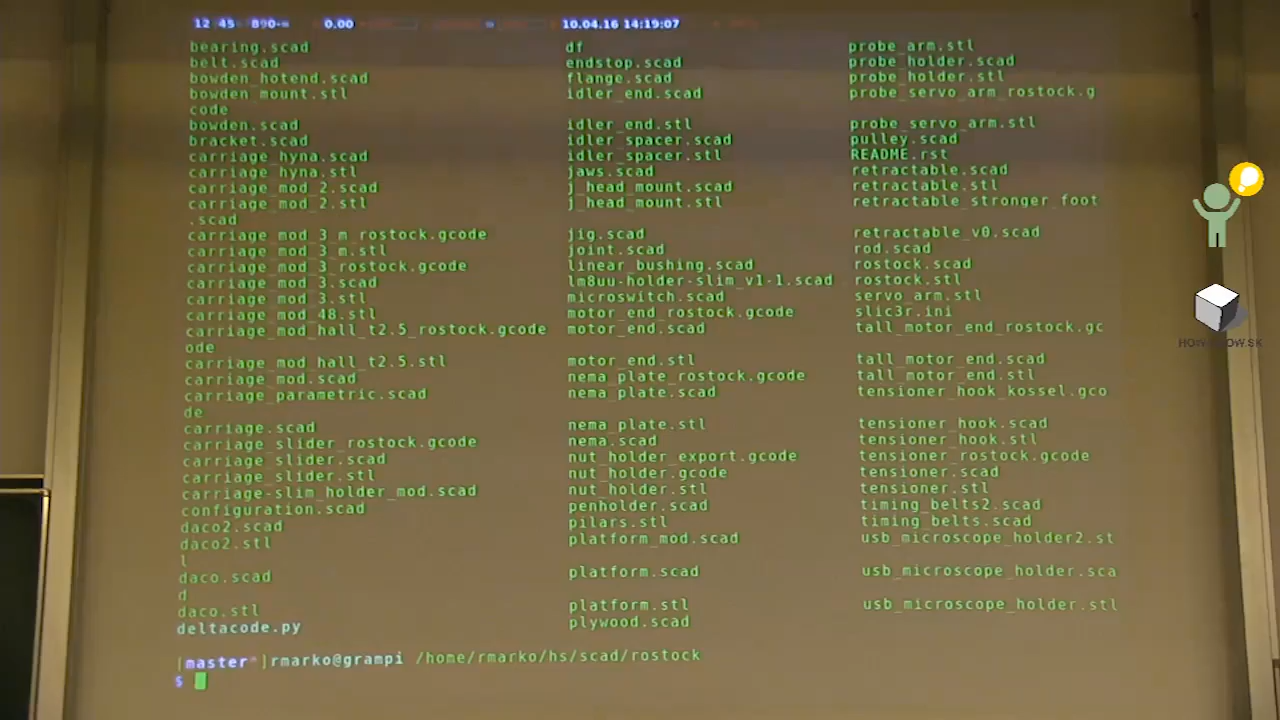 12 45 890 0.00 10.04.16 14:19:07
bearing.scad df probe_arm.stl
belt.scad endstop.scad probe_holder.scad
bowden_hotend.scad flange.scad probe_holder.stl
bowden_mount.stl idler_end.scad probe_servo_arm_rostock.g
code
bowden.scad idler_end.stl probe_servo_arm.stl
bracket.scad idler_spacer.scad pulley.scad
carriage_hyna.scad idler_spacer.stl README.rst
carriage_hyna.stl jaws.scad retractable.scad
carriage_mod_2.scad j_head_mount.scad retractable.stl
carriage_mod_2.stl j_head_mount.stl retractable_stronger_foot
.scad
carriage_mod_3_m_rostock.gcode jig.scad retractable_v0.scad
carriage_mod_3_m.stl joint.scad rod.scad
carriage_mod_3_rostock.gcode linear_bushing.scad rostock.scad
carriage_mod_3.scad lm8uu-holder-slim_v1-1.scad rostock.stl
carriage_mod_3.stl microswitch.scad servo_arm.stl
carriage_mod_48.stl motor_end_rostock.gcode slic3r.ini
carriage_mod_hall_t2.5_rostock.gcode motor_end.scad tall_motor_end_rostock.gc
ode
carriage_mod_hall_t2.5.stl motor_end.stl tall_motor_end.scad
carriage_mod.scad nema_plate_rostock.gcode tall_motor_end.stl
carriage_parametric.scad nema_plate.scad tensioner_hook_kossel.gco
de
carriage.scad nema_plate.stl tensioner_hook.scad
carriage_slider_rostock.gcode nema.scad tensioner_hook.stl
carriage_slider.scad nut_holder_export.gcode tensioner_rostock.gcode
carriage_slider.stl nut_holder.gcode tensioner.scad
carriage-slim_holder_mod.scad nut_holder.stl tensioner.stl
configuration.scad penholder.scad timing_belts2.scad
daco2.scad pilars.stl timing_belts.scad
daco2.stl platform_mod.scad usb_microscope_holder2.st
l
daco.scad platform.scad usb_microscope_holder.sca
d
daco.stl platform.stl usb_microscope_holder.stl
deltacode.py plywood.scad
[master*]rmarko@grampi /home/rmarko/hs/scad/rostock
$